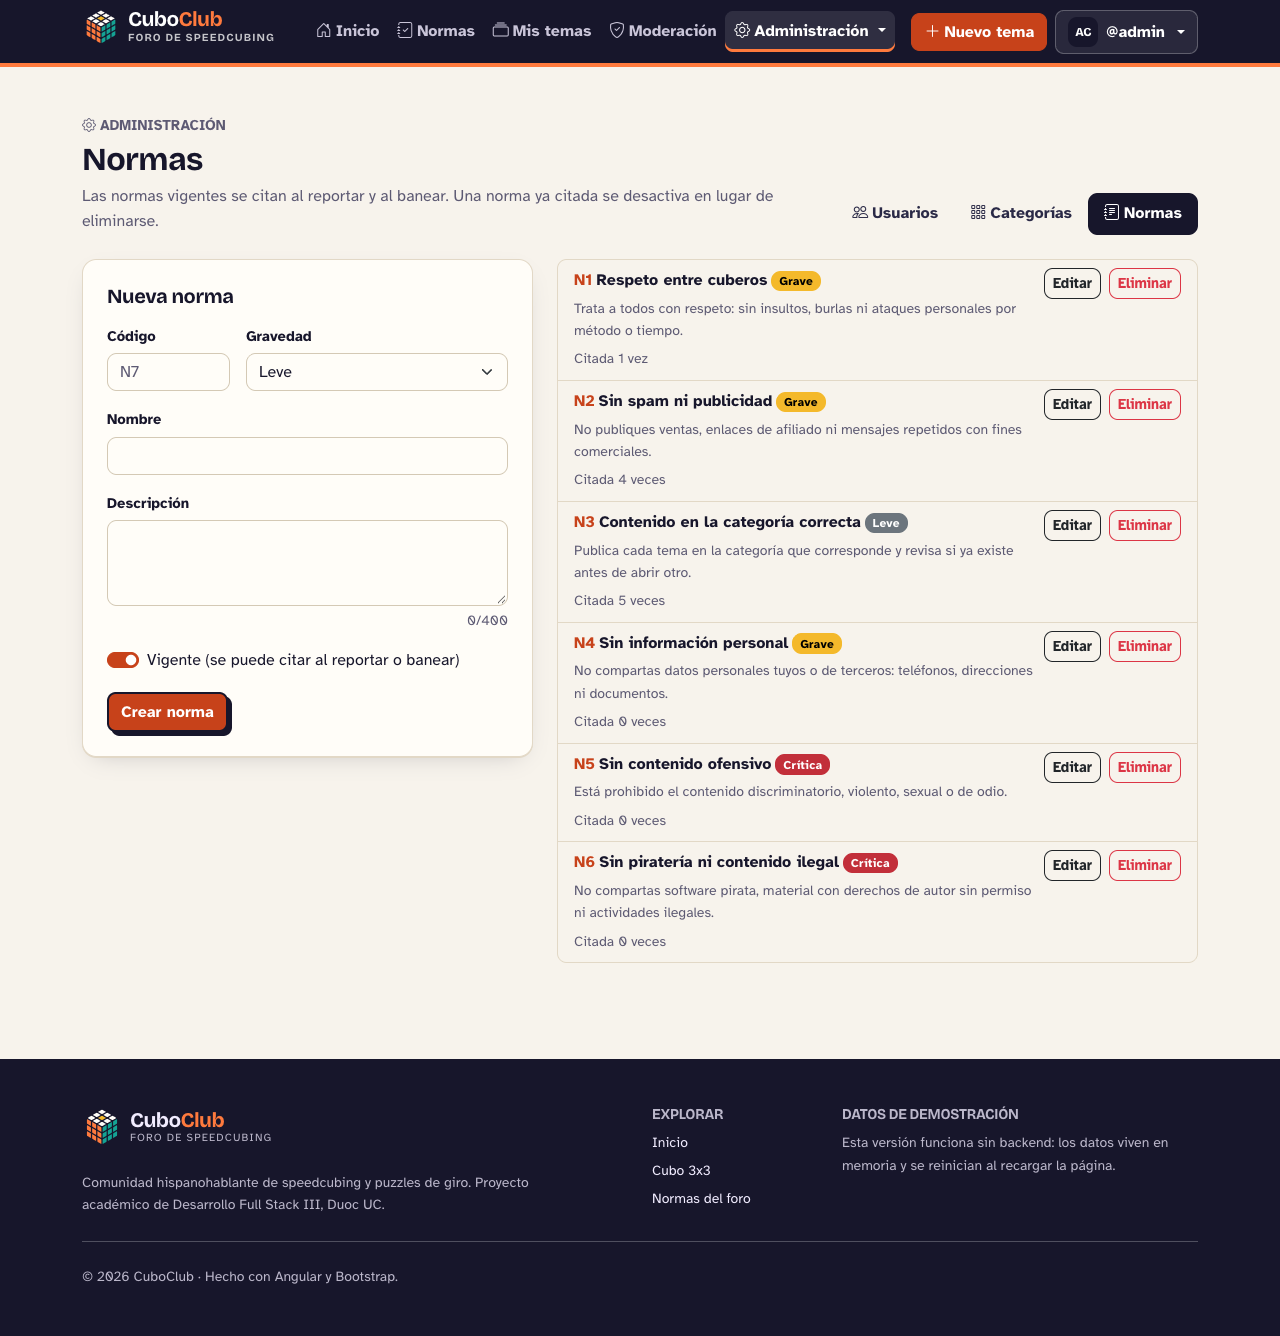 CuboClub
FORO DE SPEEDCUBING
Inicio
Normas
Mis temas
Moderación
Administración
Nuevo tema
AC @admin
ADMINISTRACIÓN
Normas
Las normas vigentes se citan al reportar y al banear. Una norma ya citada se desactiva en lugar de
eliminarse.
Usuarios
Categorías
Normas
Nueva norma
Código
Gravedad
N7
Leve
Nombre
Descripción
0/400
Vigente (se puede citar al reportar o banear)
Crear norma
N1 Respeto entre cuberos Grave
Editar
Eliminar
Trata a todos con respeto: sin insultos, burlas ni ataques personales por
método o tiempo.
Citada 1 vez
N2 Sin spam ni publicidad Grave
Editar
Eliminar
No publiques ventas, enlaces de afiliado ni mensajes repetidos con fines
comerciales.
Citada 4 veces
N3 Contenido en la categoría correcta Leve
Editar
Eliminar
Publica cada tema en la categoría que corresponde y revisa si ya existe
antes de abrir otro.
Citada 5 veces
N4 Sin información personal Grave
Editar
Eliminar
No compartas datos personales tuyos o de terceros: teléfonos, direcciones
ni documentos.
Citada 0 veces
N5 Sin contenido ofensivo Crítica
Editar
Eliminar
Está prohibido el contenido discriminatorio, violento, sexual o de odio.
Citada 0 veces
N6 Sin piratería ni contenido ilegal Crítica
Editar
Eliminar
No compartas software pirata, material con derechos de autor sin permiso
ni actividades ilegales.
Citada 0 veces
CuboClub
FORO DE SPEEDCUBING
Comunidad hispanohablante de speedcubing y puzzles de giro. Proyecto
académico de Desarrollo Full Stack III, Duoc UC.
EXPLORAR
Inicio
Cubo 3x3
Normas del foro
DATOS DE DEMOSTRACIÓN
Esta versión funciona sin backend: los datos viven en
memoria y se reinician al recargar la página.
© 2026 CuboClub · Hecho con Angular y Bootstrap.